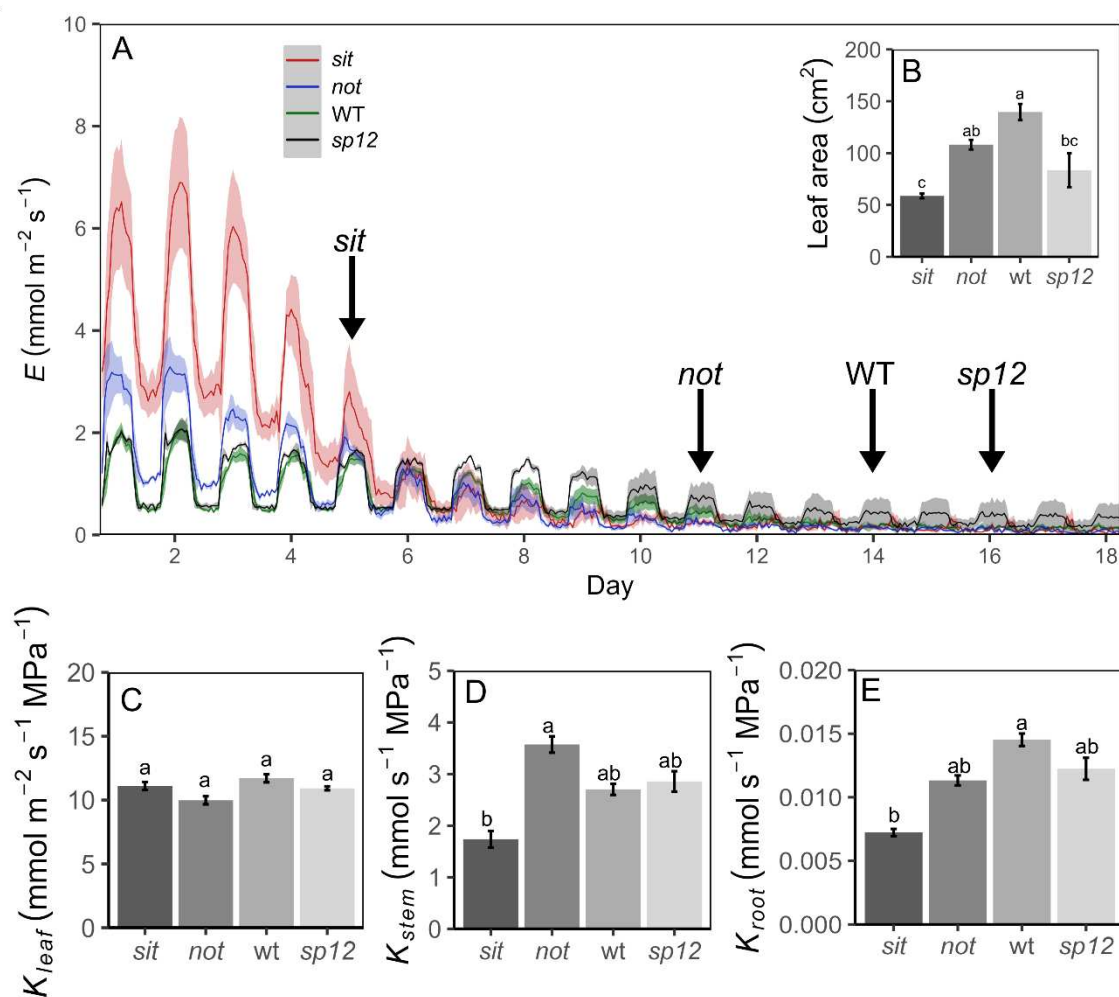 A
sit
not
WT
sp12
10
8
6
4
2
0
E (mmol m⁻² s⁻¹)
2
4
6
8
10
12
14
16
18
Day
sit
not
WT
sp12
B
Leaf area (cm²)
200
150
100
50
0
c
ab
a
bc
sit
not
wt
sp12
C
K_leaf (mmol m⁻² s⁻¹ MPa⁻¹)
20
15
10
5
0
a
a
a
a
sit
not
wt
sp12
D
K_stem (mmol s⁻¹ MPa⁻¹)
5
4
3
2
1
0
b
a
ab
ab
sit
not
wt
sp12
E
K_root (mmol s⁻¹ MPa⁻¹)
0.020
0.015
0.010
0.005
0.000
b
ab
a
ab
sit
not
wt
sp12